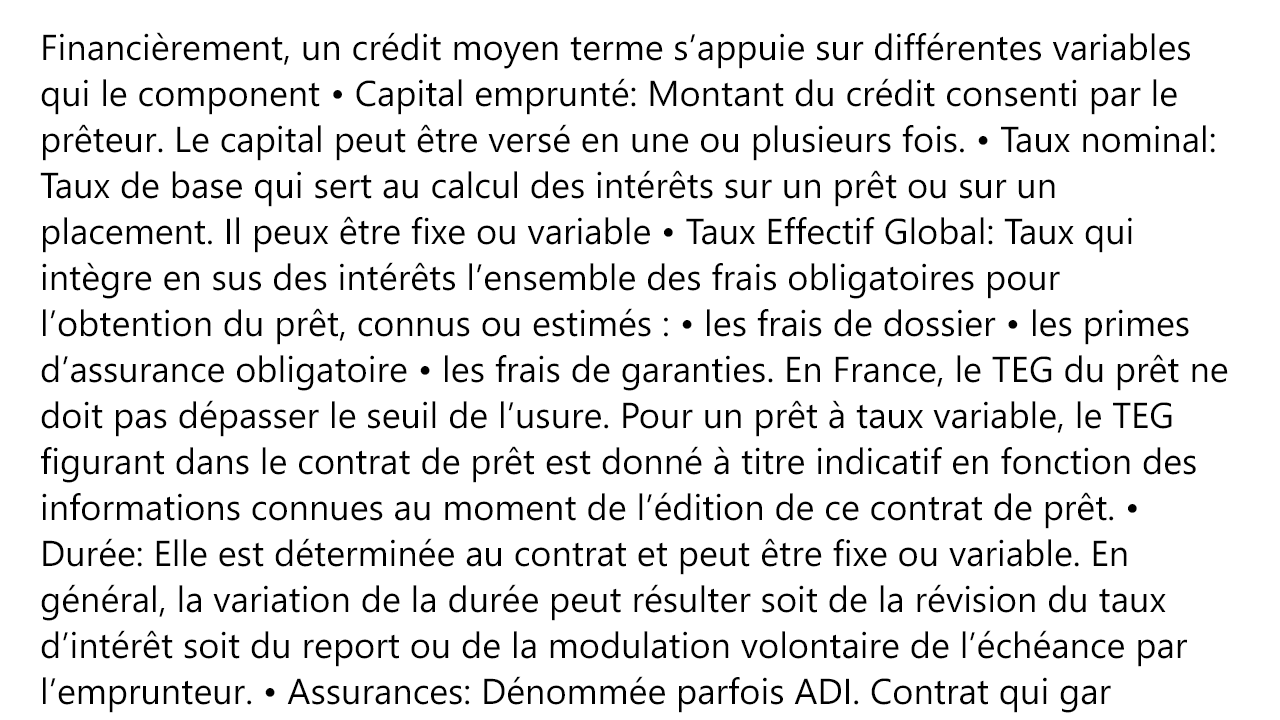 Financièrement, un crédit moyen terme s’appuie sur différentes variables
qui le component • Capital emprunté: Montant du crédit consenti par le
prêteur. Le capital peut être versé en une ou plusieurs fois. • Taux nominal:
Taux de base qui sert au calcul des intérêts sur un prêt ou sur un
placement. Il peux être fixe ou variable • Taux Effectif Global: Taux qui
intègre en sus des intérêts l’ensemble des frais obligatoires pour
l’obtention du prêt, connus ou estimés : • les frais de dossier • les primes
d’assurance obligatoire • les frais de garanties. En France, le TEG du prêt ne
doit pas dépasser le seuil de l’usure. Pour un prêt à taux variable, le TEG
figurant dans le contrat de prêt est donné à titre indicatif en fonction des
informations connues au moment de l’édition de ce contrat de prêt. •
Durée: Elle est déterminée au contrat et peut être fixe ou variable. En
général, la variation de la durée peut résulter soit de la révision du taux
d’intérêt soit du report ou de la modulation volontaire de l’échéance par
l’emprunteur. • Assurances: Dénommée parfois ADI. Contrat qui gar